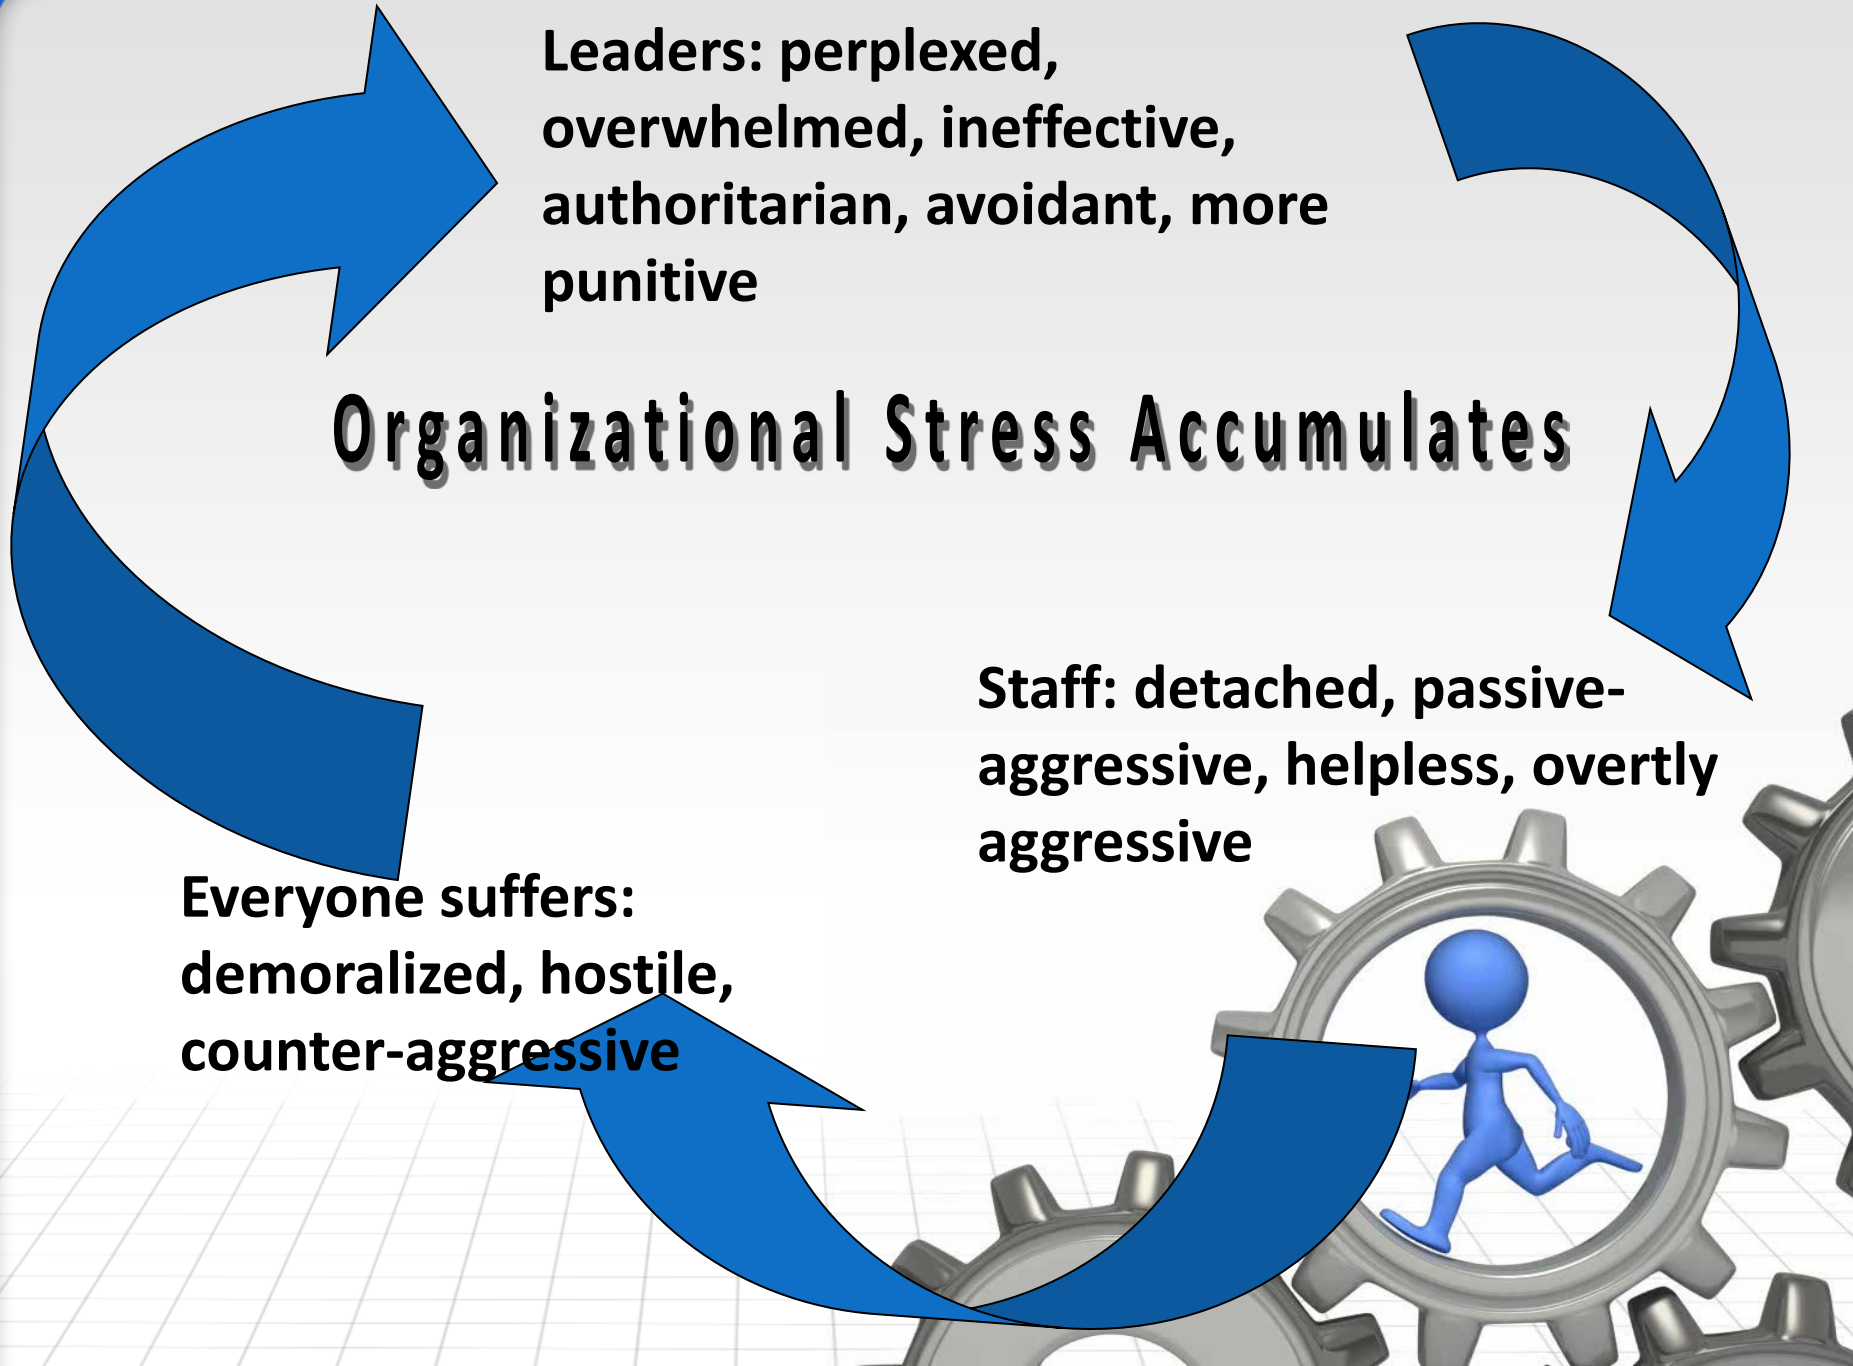 Leaders: perplexed,
overwhelmed, ineffective,
authoritarian, avoidant, more
punitive
Organizational Stress Accumulates
Staff: detached, passive-
aggressive, helpless, overtly
aggressive
Everyone suffers:
demoralized, hostile,
counter-aggressive